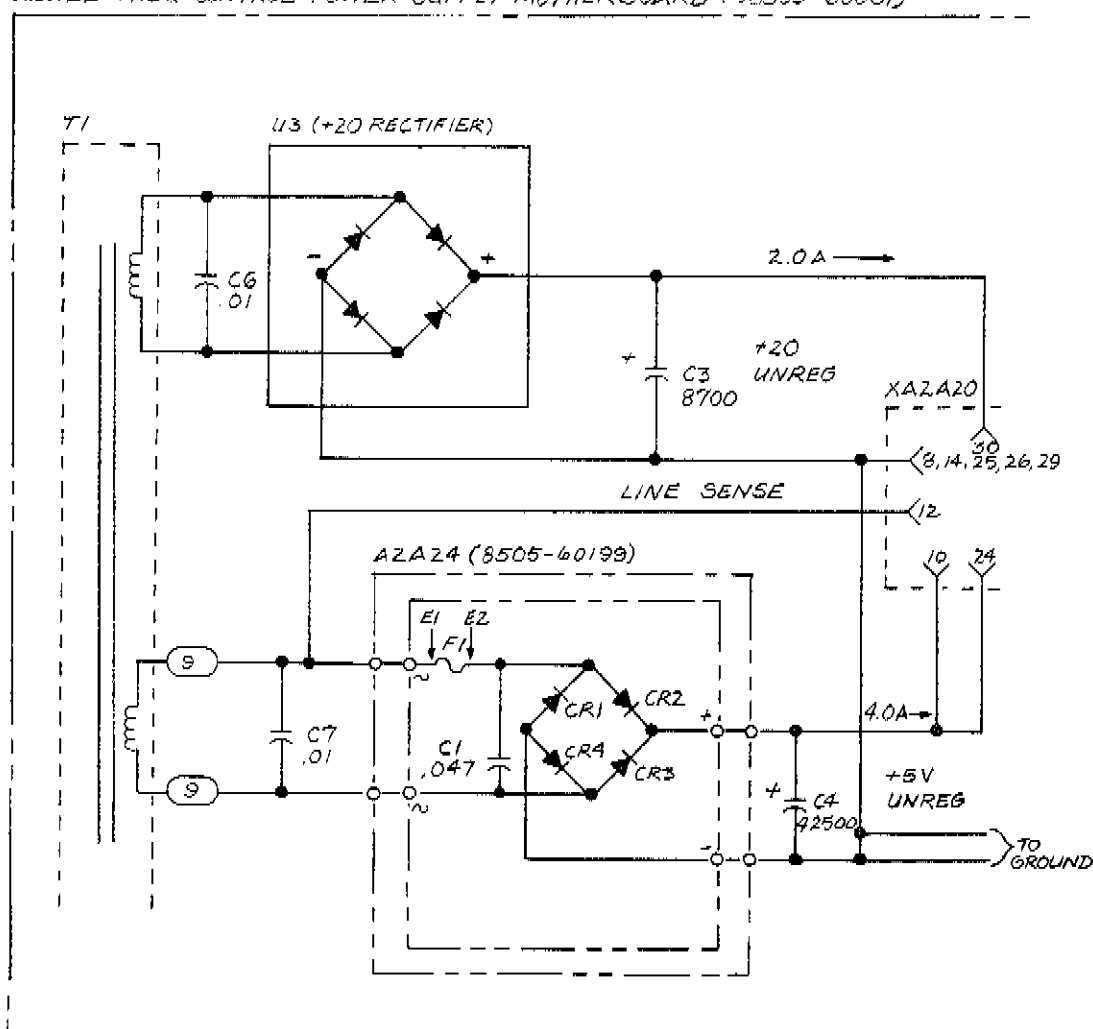 T1
U3 (+20 RECTIFIER)
-
+
C6
.01
2.0A
+
C3
8700
+20
UNREG
XA2A20
30
8, 14, 25, 26, 29
LINE SENSE
12
A2A24 (8505-60199)
10
24
E1
E2
F1
9
~
CR1
CR2
+
4.0A
C7
.01
C1
.047
CR4
CR3
9
~
+5V
UNREG
+
C4
42500
-
TO
GROUND